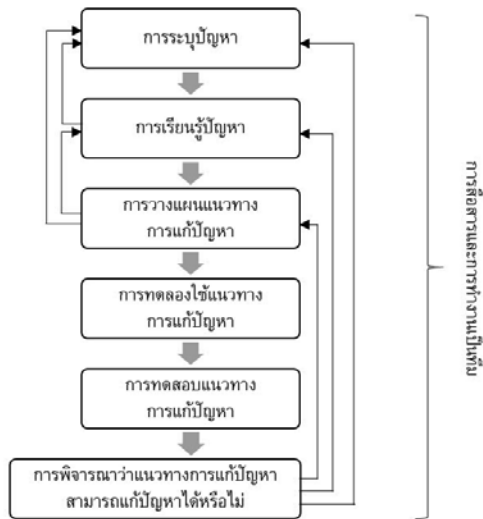 การระบุปัญหา
การเรียนรู้ปัญหา
การวางแผนแนวทาง
การแก้ปัญหา
การทดลองใช้แนวทาง
การแก้ปัญหา
การทดสอบแนวทาง
การแก้ปัญหา
การพิจารณาว่าแนวทางการแก้ปัญหา
สามารถแก้ปัญหาได้หรือไม่
การสื่อสารและการทำงานเป็นทีม